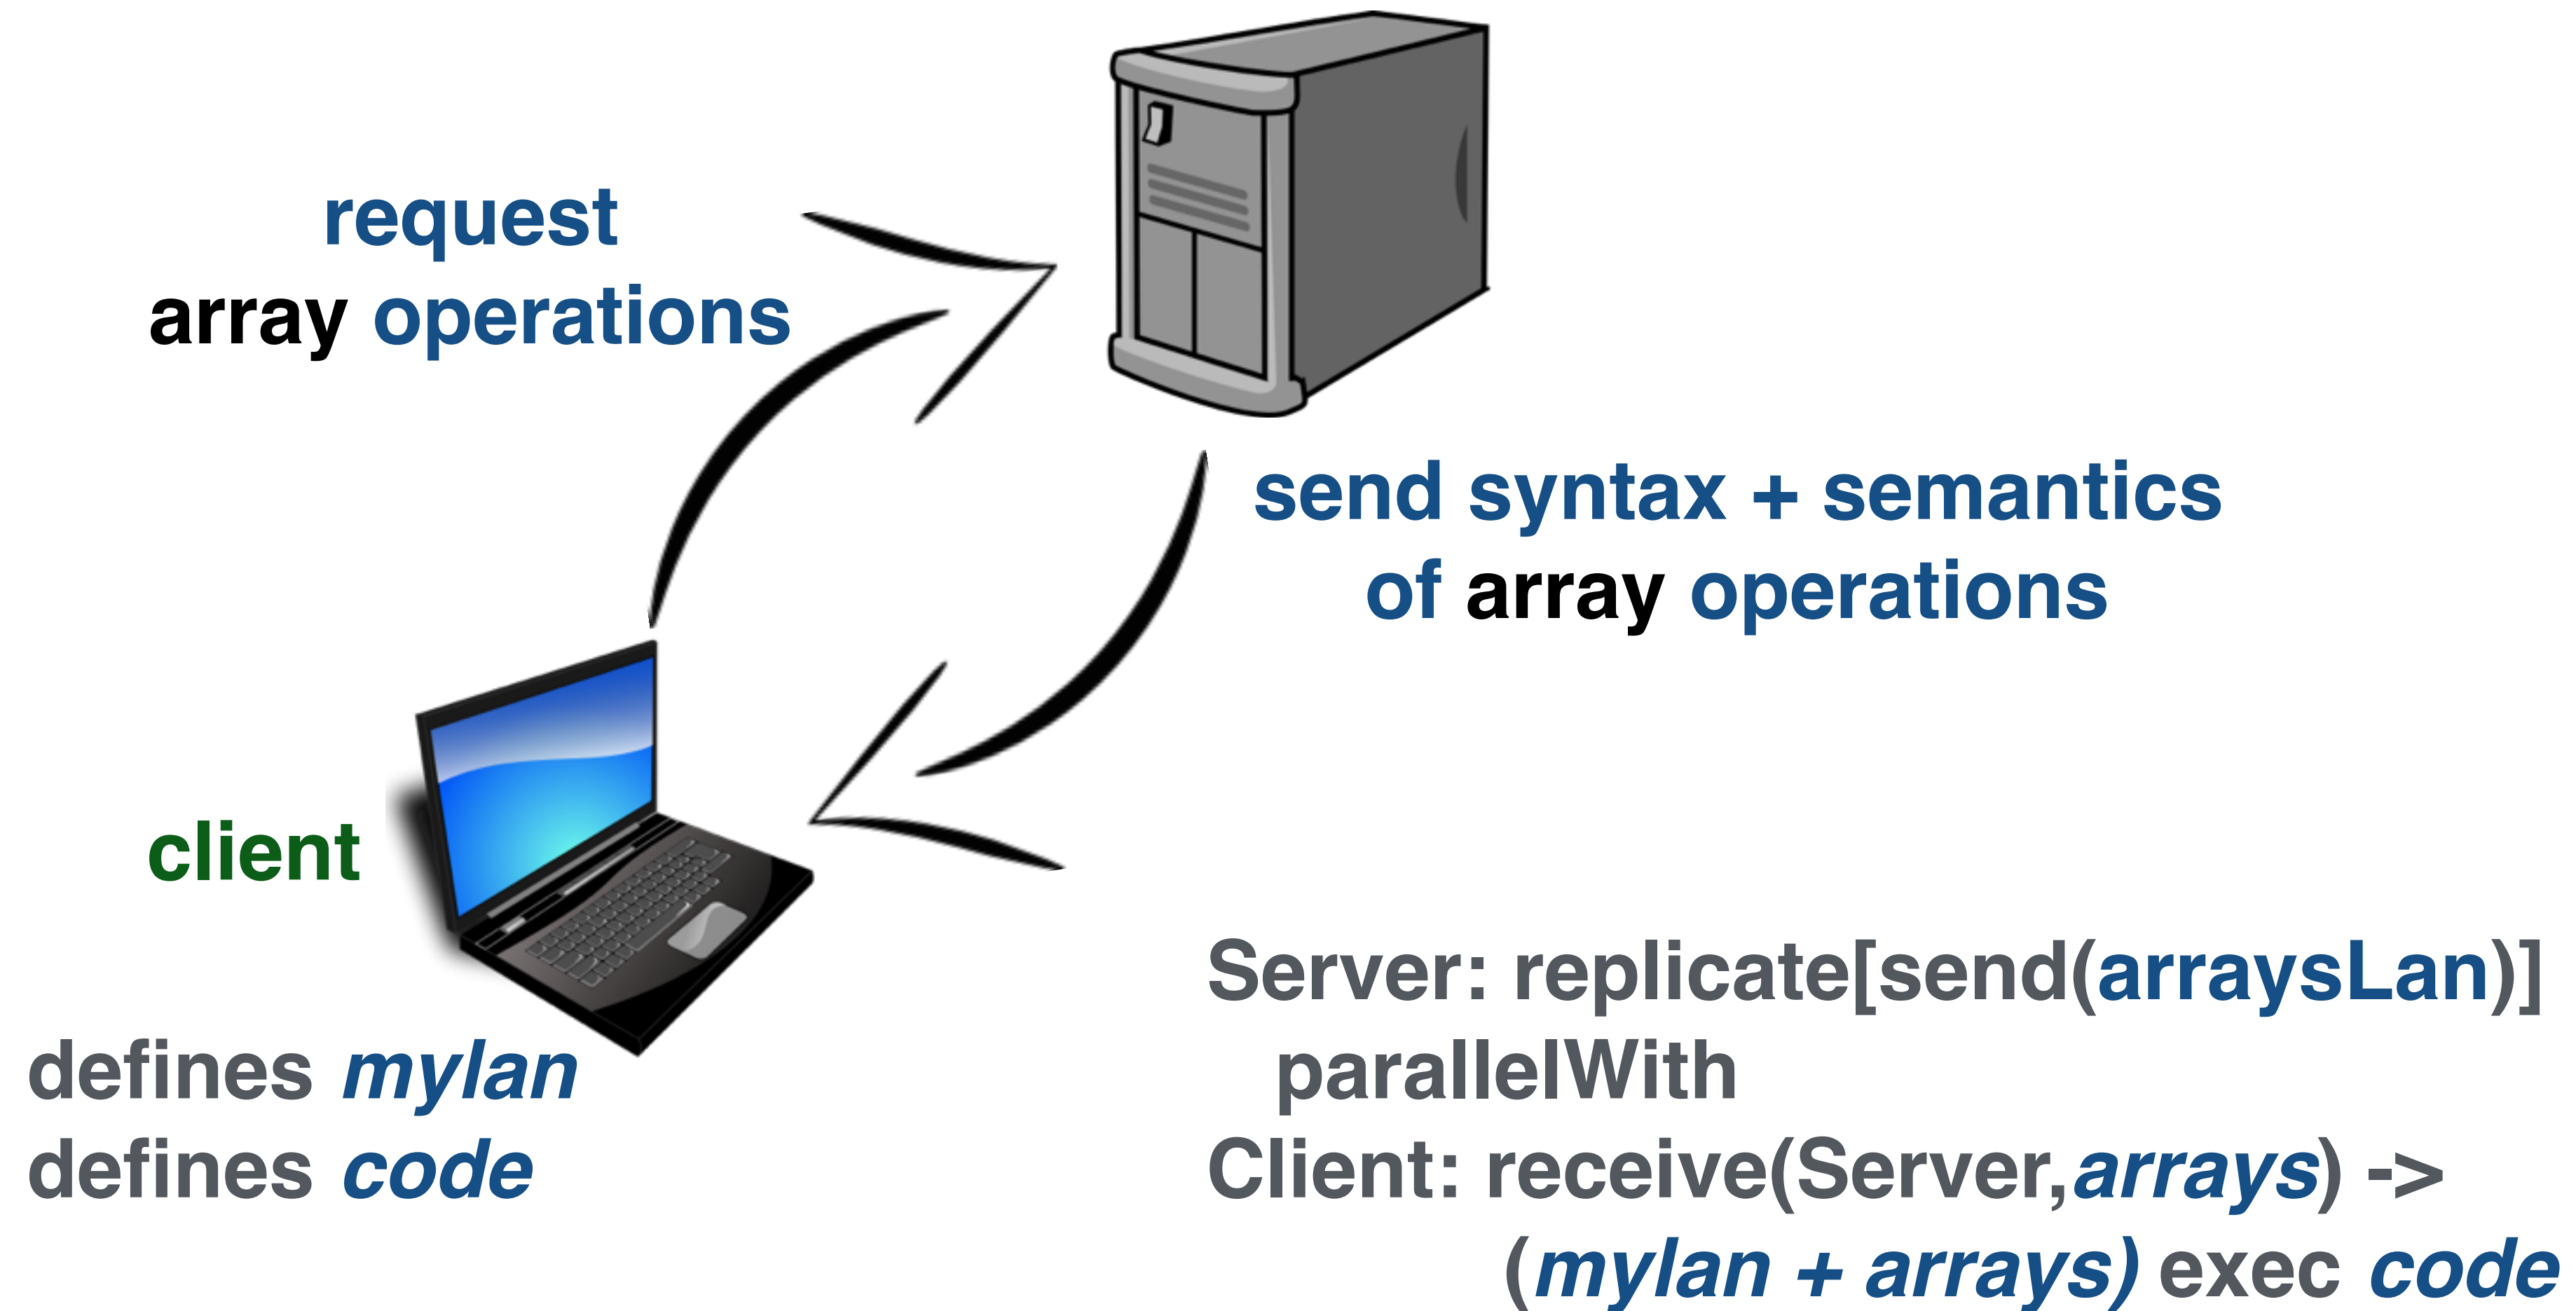 request
array operations
send syntax + semantics
of array operations
client
defines mylan
defines code
Server: replicate[send(arraysLan)]
parallelWith
Client: receive(Server,arrays) ->
(mylan + arrays) exec code